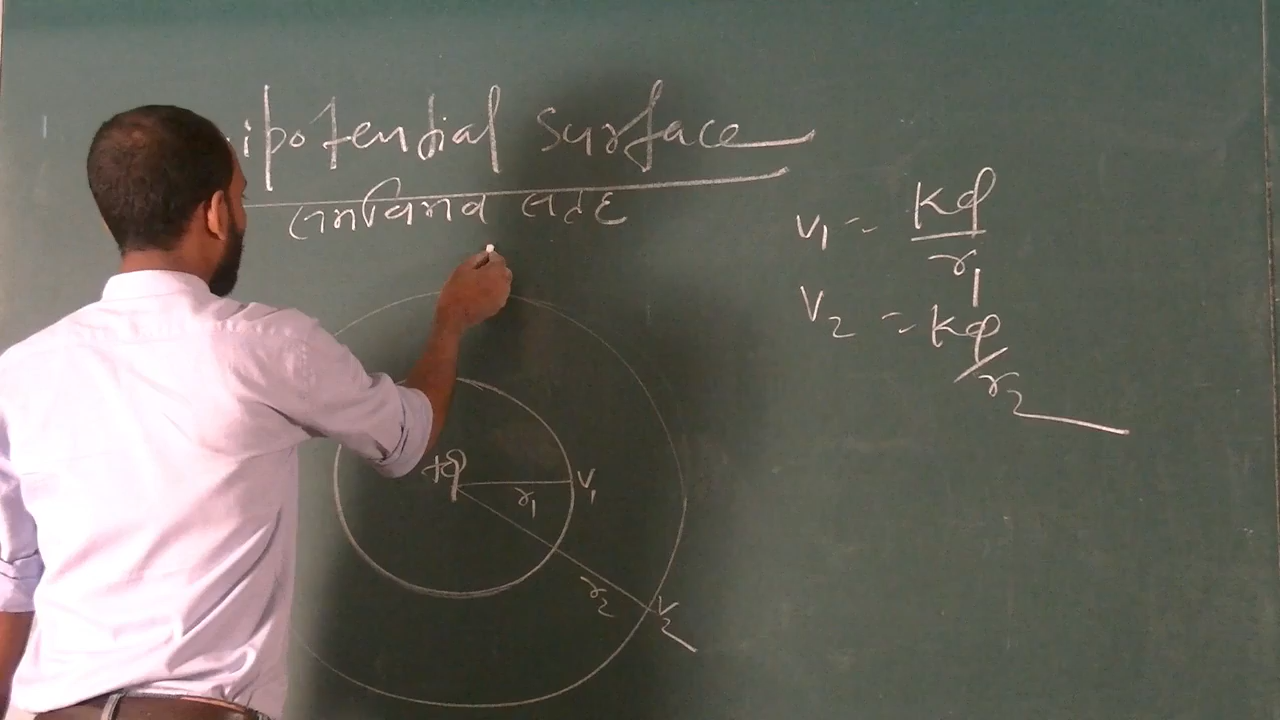 ipotential Surface
समविभव सतह
V1 = Kq/r1
V2 = Kq/r2
+q
r1
V1
r2
V2